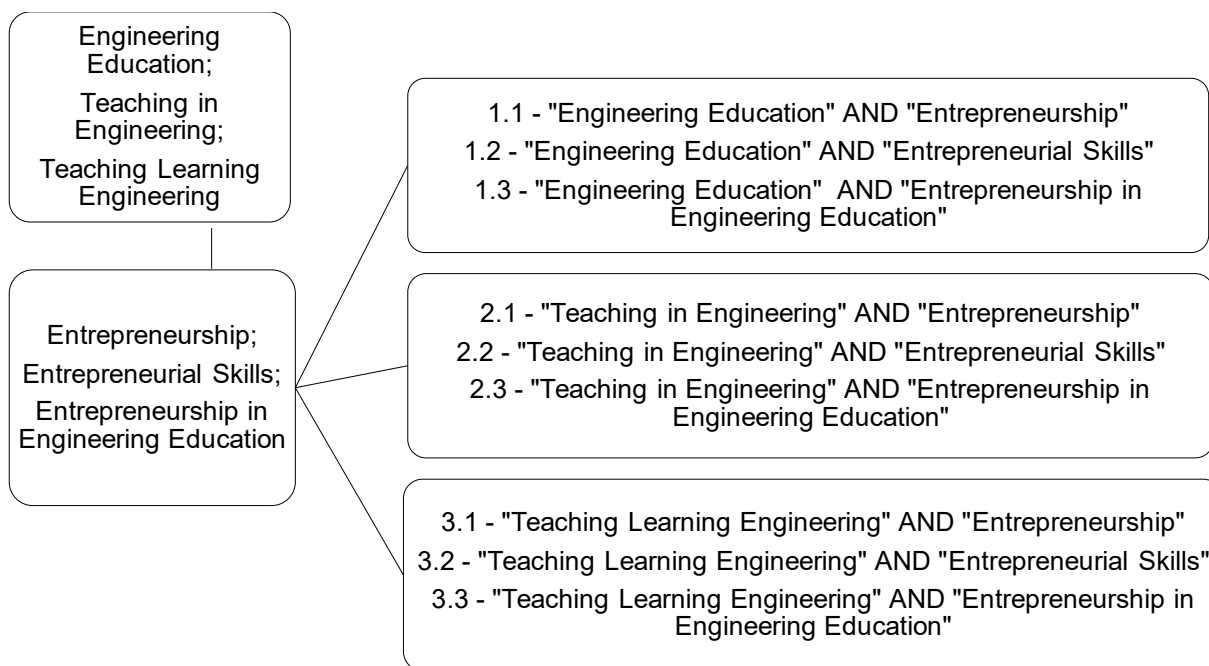 Engineering
Education;
Teaching in
Engineering;
Teaching Learning
Engineering
Entrepreneurship;
Entrepreneurial Skills;
Entrepreneurship in
Engineering Education
1.1 - "Engineering Education" AND "Entrepreneurship"
1.2 - "Engineering Education" AND "Entrepreneurial Skills"
1.3 - "Engineering Education" AND "Entrepreneurship in
Engineering Education"
2.1 - "Teaching in Engineering" AND "Entrepreneurship"
2.2 - "Teaching in Engineering" AND "Entrepreneurial Skills"
2.3 - "Teaching in Engineering" AND "Entrepreneurship in
Engineering Education"
3.1 - "Teaching Learning Engineering" AND "Entrepreneurship"
3.2 - "Teaching Learning Engineering" AND "Entrepreneurial Skills"
3.3 - "Teaching Learning Engineering" AND "Entrepreneurship in
Engineering Education"